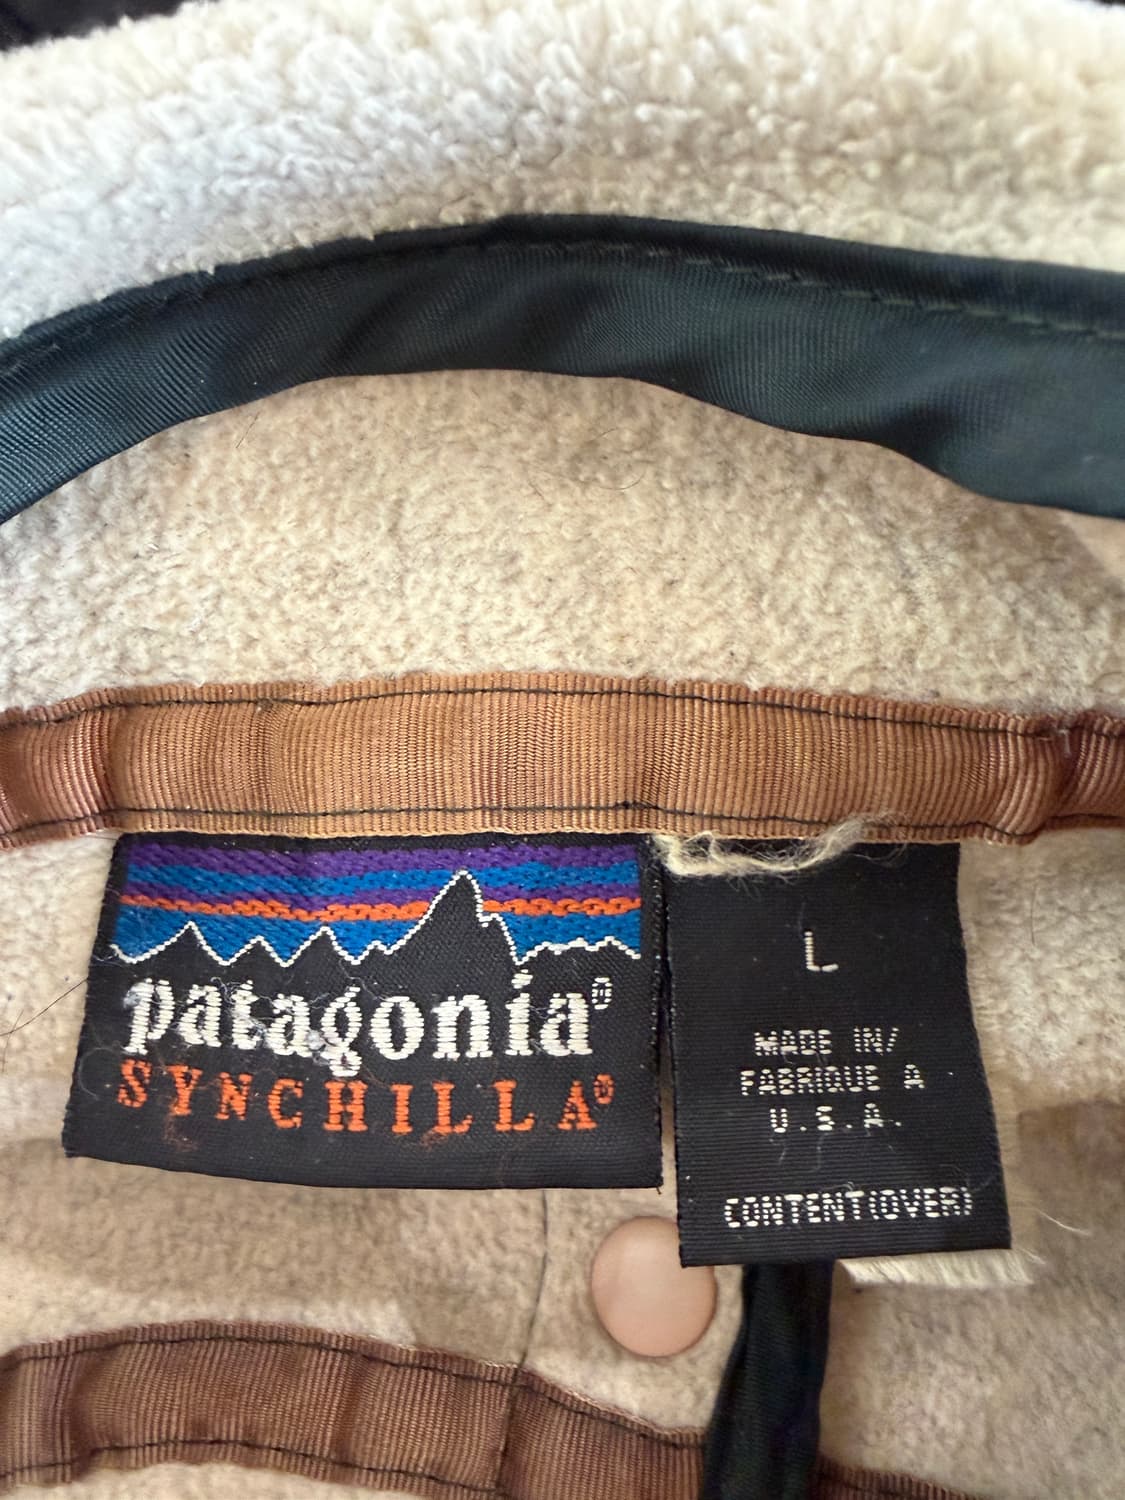 patagonia®
SYNCHILLA®
L
MADE IN/
FABRIQUE A
U.S.A.
CONTENT(OVER)